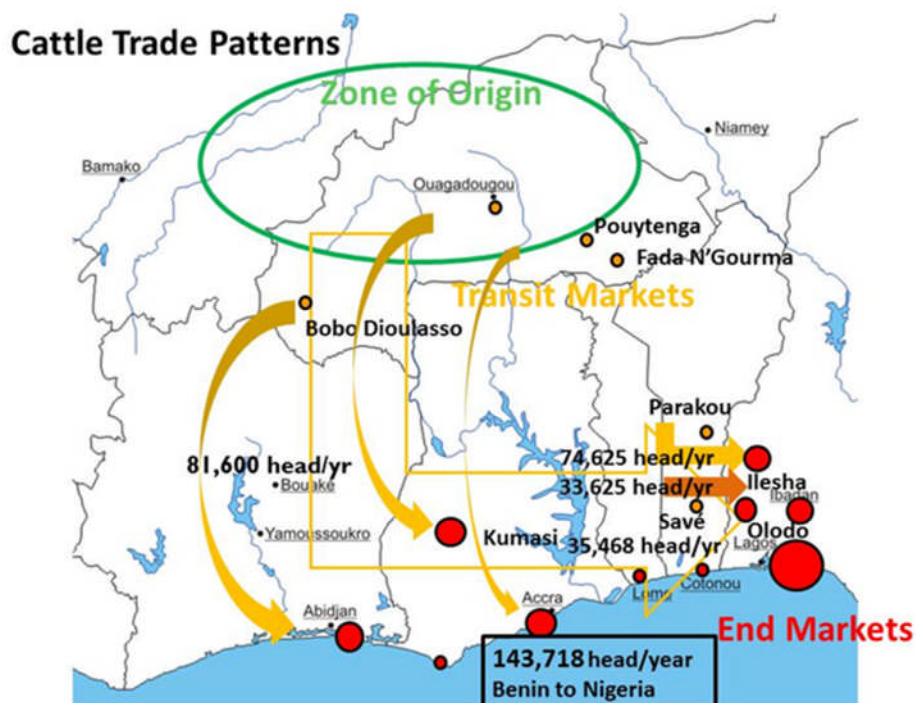 Cattle Trade Patterns
Zone of Origin
Niamey
Bamako
Ouagadougou
Pouytenga
Fada N'Gourma
Transit Markets
Bobo Dioulasso
Parakou
74,625 head/yr
81,600 head/yr
Ilesha
Bouaké
33,625 head/yr
Ibadan
Savé
Kumasi
Olodo
Yamoussoukro
35,468 head/yr
Lagos
Cotonou
Lome
Accra
Abidjan
End Markets
143,718 head/year
Benin to Nigeria